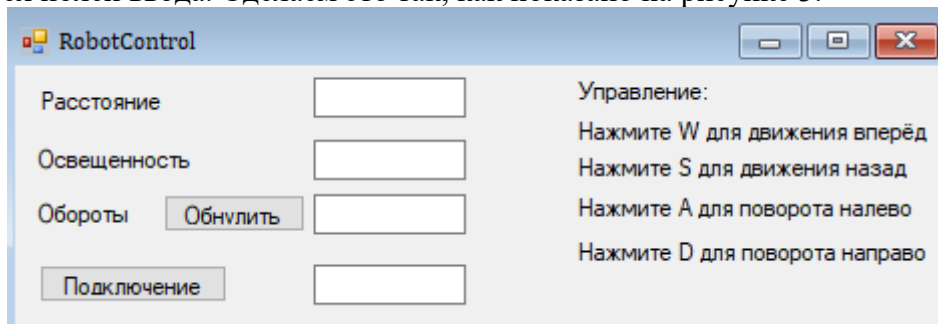 RobotControl
Расстояние
Освещенность
Обороты Обнулить
Подключение
Управление:
Нажмите W для движения вперёд
Нажмите S для движения назад
Нажмите A для поворота налево
Нажмите D для поворота направо